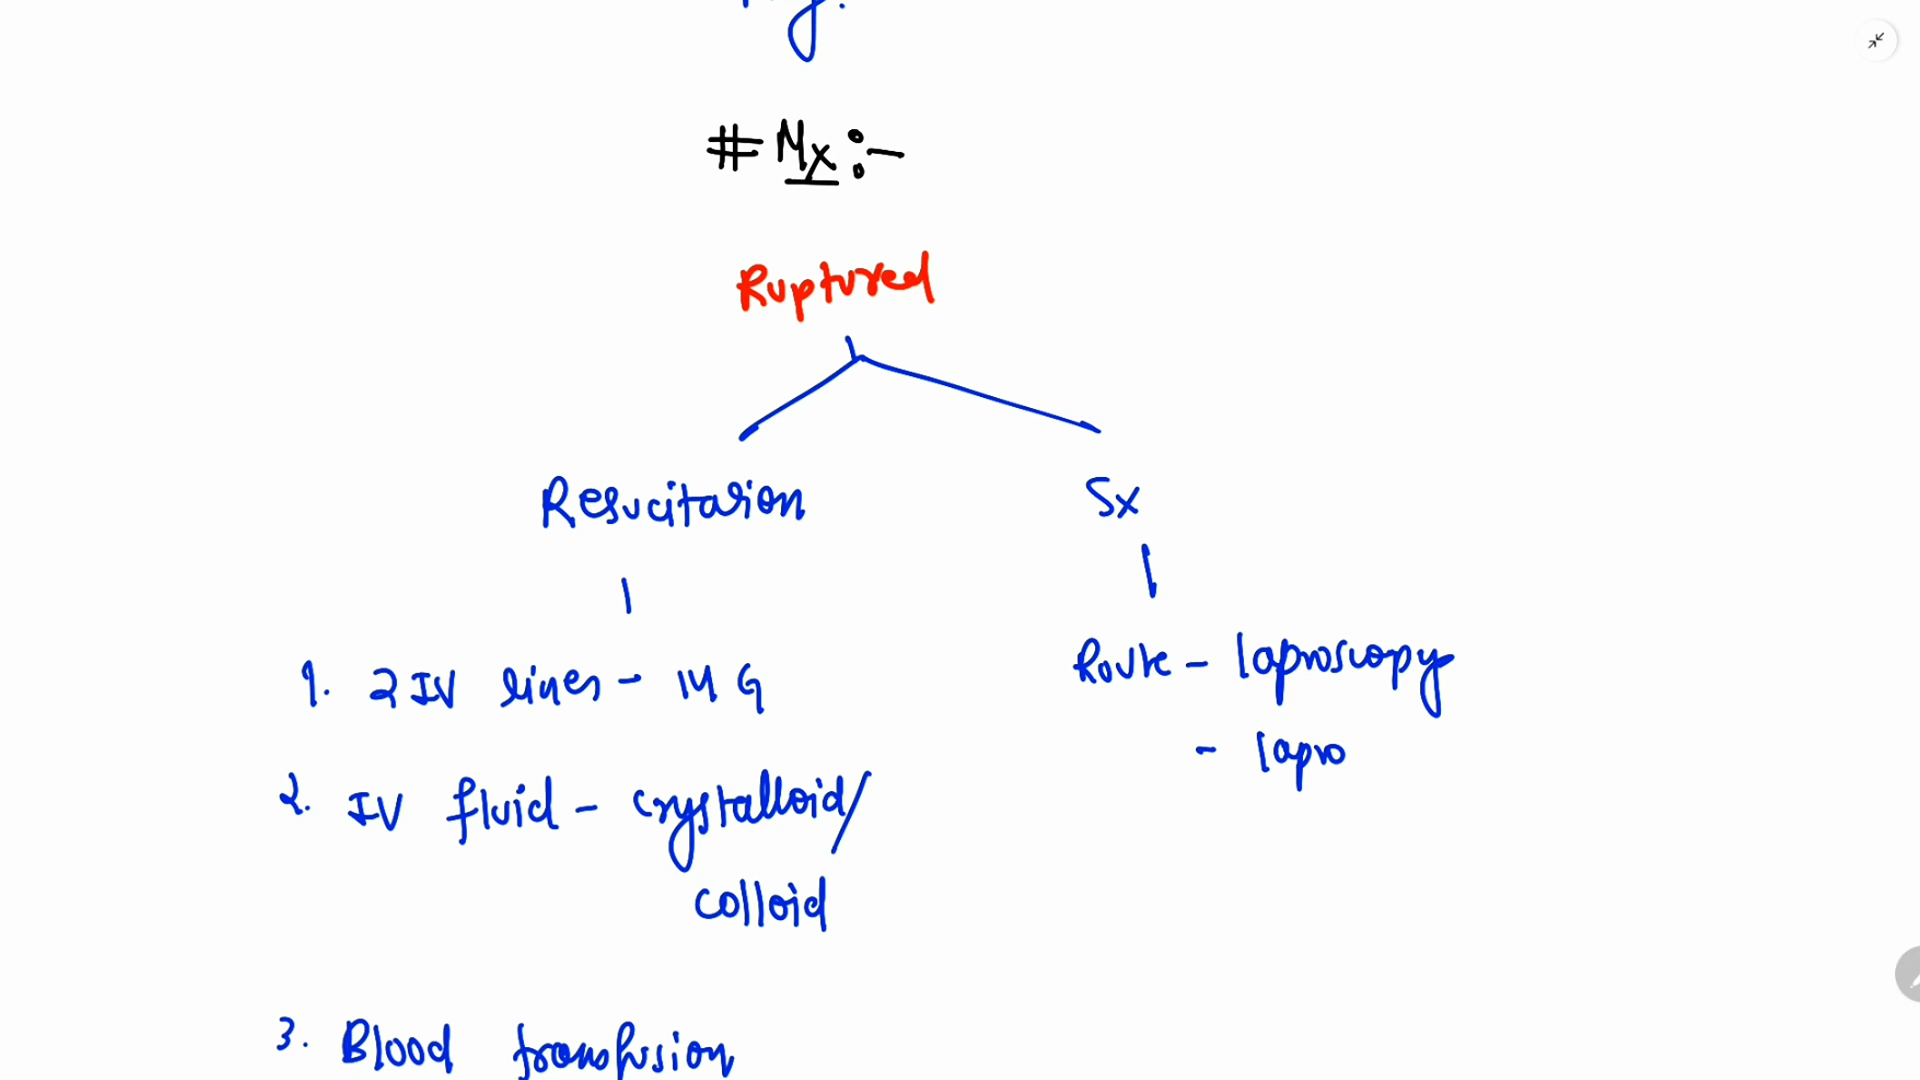 # Mx :-
Ruptured
Resucitation
Sx
1. 2 IV lines - 14 G
2. IV fluid - crystalloid/
colloid
3. Blood transfusion
Route - laproscopy
- lapro